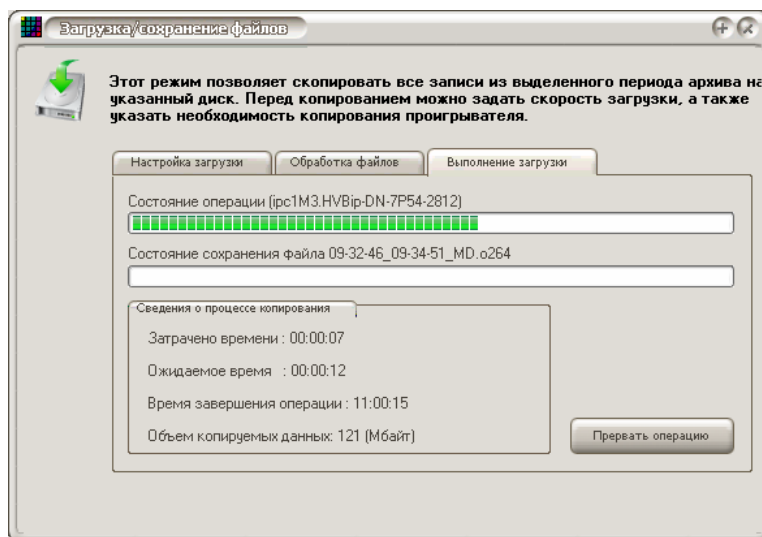 Загрузка/сохранение файлов
Этот режим позволяет скопировать все записи из выделенного периода архива на
указанный диск. Перед копированием можно задать скорость загрузки, а также
указать необходимость копирования проигрывателя.
Настройка загрузки
Обработка файлов
Выполнение загрузки
Состояние операции (ipc1M3.HVBip-DN-7P54-2812)
Состояние сохранения файла 09-32-46_09-34-51_MD.o264
Сведения о процессе копирования
Затрачено времени : 00:00:07
Ожидаемое время : 00:00:12
Время завершения операции : 11:00:15
Объем копируемых данных: 121 (Мбайт)
Прервать операцию